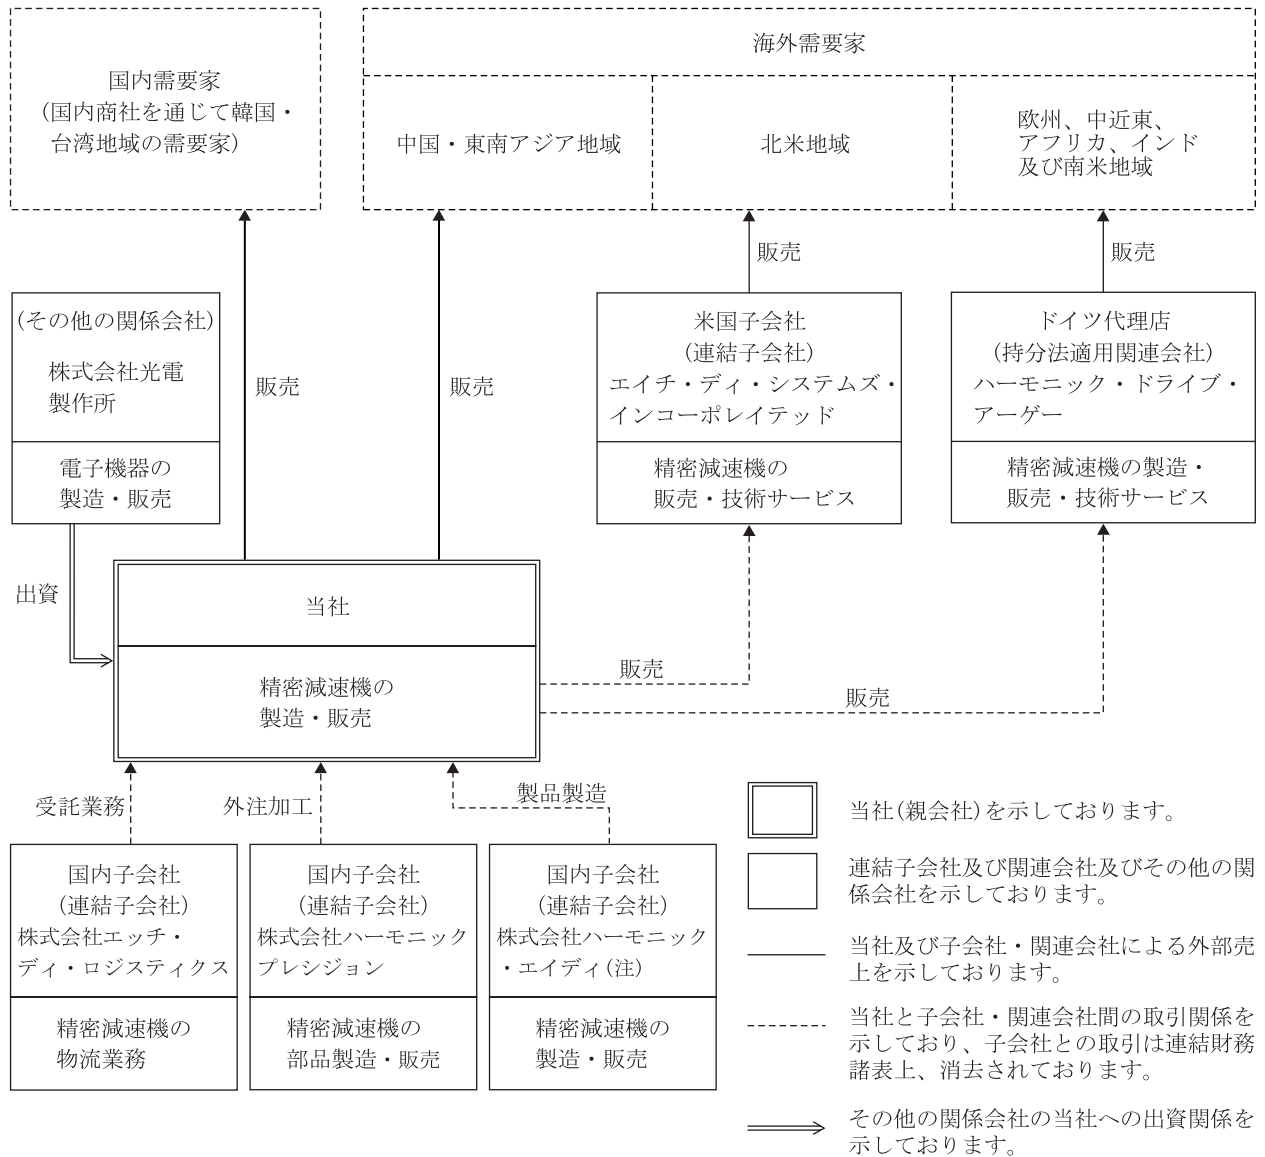 国内需要家
(国内商社を通じて韓国・
台湾地域の需要家)
海外需要家
中国・東南アジア地域
北米地域
欧州、中近東、
アフリカ、インド
及び南米地域
販売
販売
(その他の関係会社)
株式会社光電
製作所
電子機器の
製造・販売
販売
販売
米国子会社
(連結子会社)
エイチ・ディ・システムズ・
インコーポレイテッド
精密減速機の
販売・技術サービス
ドイツ代理店
(持分法適用関連会社)
ハーモニック・ドライブ・
アーゲー
精密減速機の製造・
販売・技術サービス
出資
当社
精密減速機の
製造・販売
販売
販売
受託業務
外注加工
製品製造
国内子会社
(連結子会社)
株式会社エッチ・
ディ・ロジスティクス
精密減速機の
物流業務
国内子会社
(連結子会社)
株式会社ハーモニック
プレシジョン
精密減速機の
部品製造・販売
国内子会社
(連結子会社)
株式会社ハーモニック
・エイディ(注)
精密減速機の
製造・販売
当社(親会社)を示しております。
連結子会社及び関連会社及びその他の関
係会社を示しております。
当社及び子会社・関連会社による外部売
上を示しております。
当社と子会社・関連会社間の取引関係を
示しており、子会社との取引は連結財務
諸表上、消去されております。
その他の関係会社の当社への出資関係を
示しております。